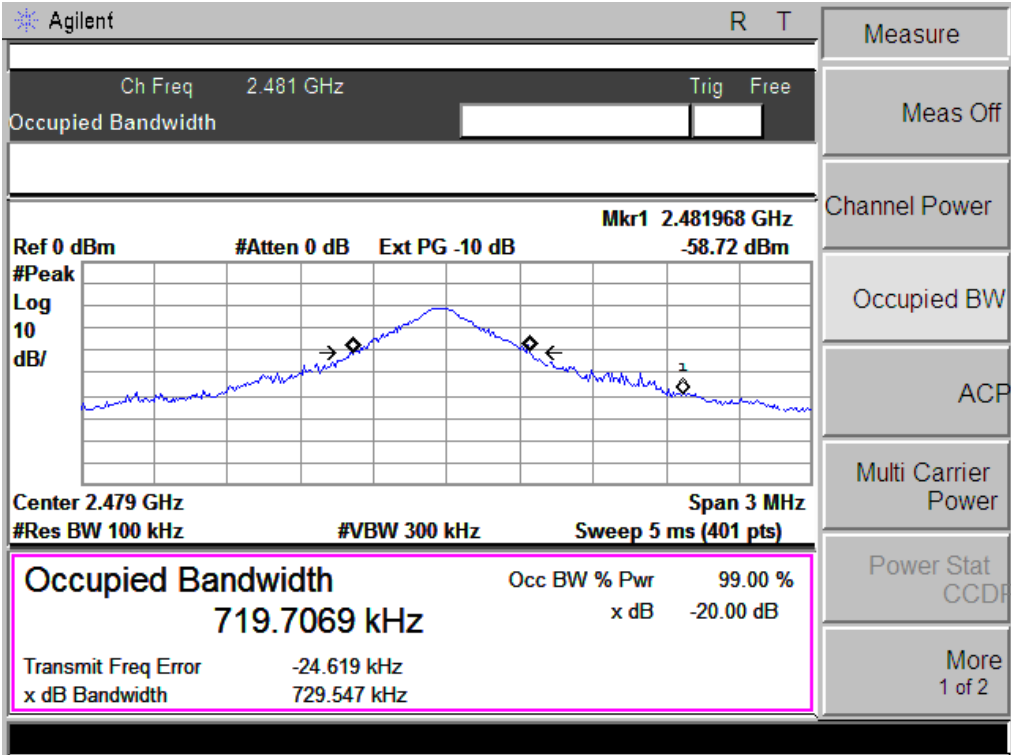 Agilent R T
Measure
Ch Freq 2.481 GHz Trig Free
Occupied Bandwidth
Meas Off
Channel Power
Mkr1 2.481968 GHz
Ref 0 dBm #Atten 0 dB Ext PG -10 dB -58.72 dBm
#Peak
Log
10
dB/
1
Occupied BW
ACP
Center 2.479 GHz Span 3 MHz
#Res BW 100 kHz #VBW 300 kHz Sweep 5 ms (401 pts)
Multi Carrier
Power
Occupied Bandwidth Occ BW % Pwr 99.00 %
719.7069 kHz x dB -20.00 dB
Transmit Freq Error -24.619 kHz
x dB Bandwidth 729.547 kHz
Power Stat
CCDF
More
1 of 2